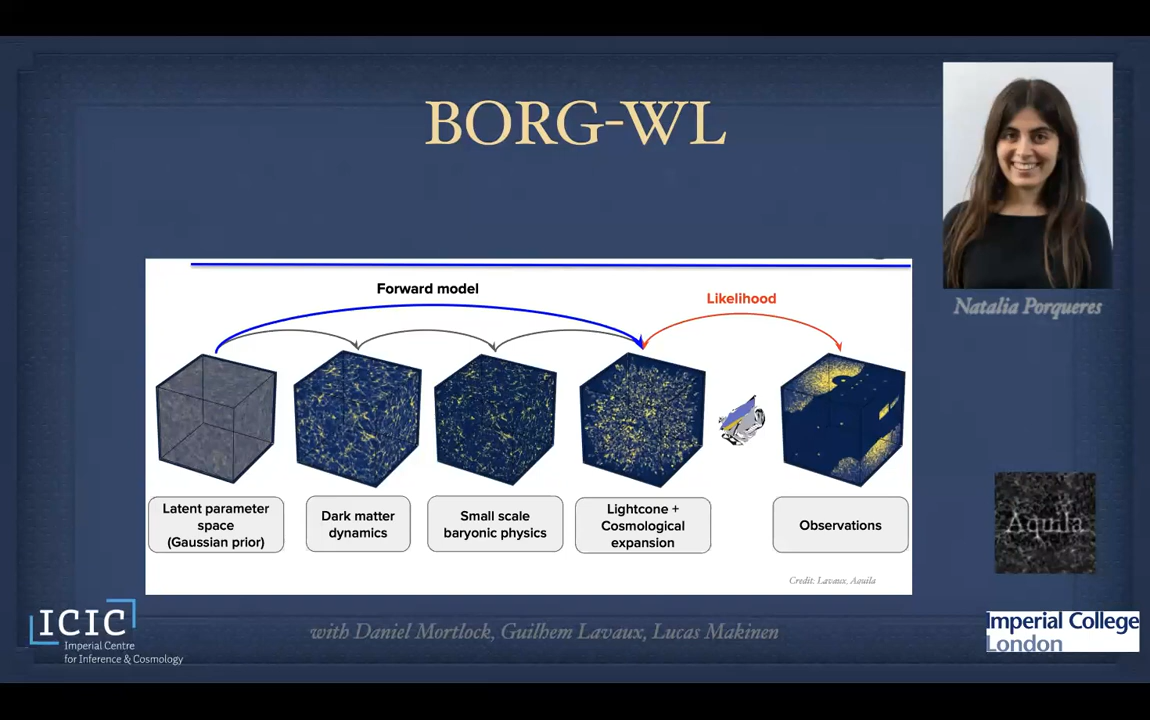 BORG-WL
Natalia Porqueres
Forward model
Likelihood
Latent parameter
space
(Gaussian prior)
Dark matter
dynamics
Small scale
baryonic physics
Lightcone +
Cosmological
expansion
Observations
Credit: Lavaux, Aquila
Aquila
ICIC
Imperial Centre
for Inference & Cosmology
with Daniel Mortlock, Guilhem Lavaux, Lucas Makinen
Imperial College
London